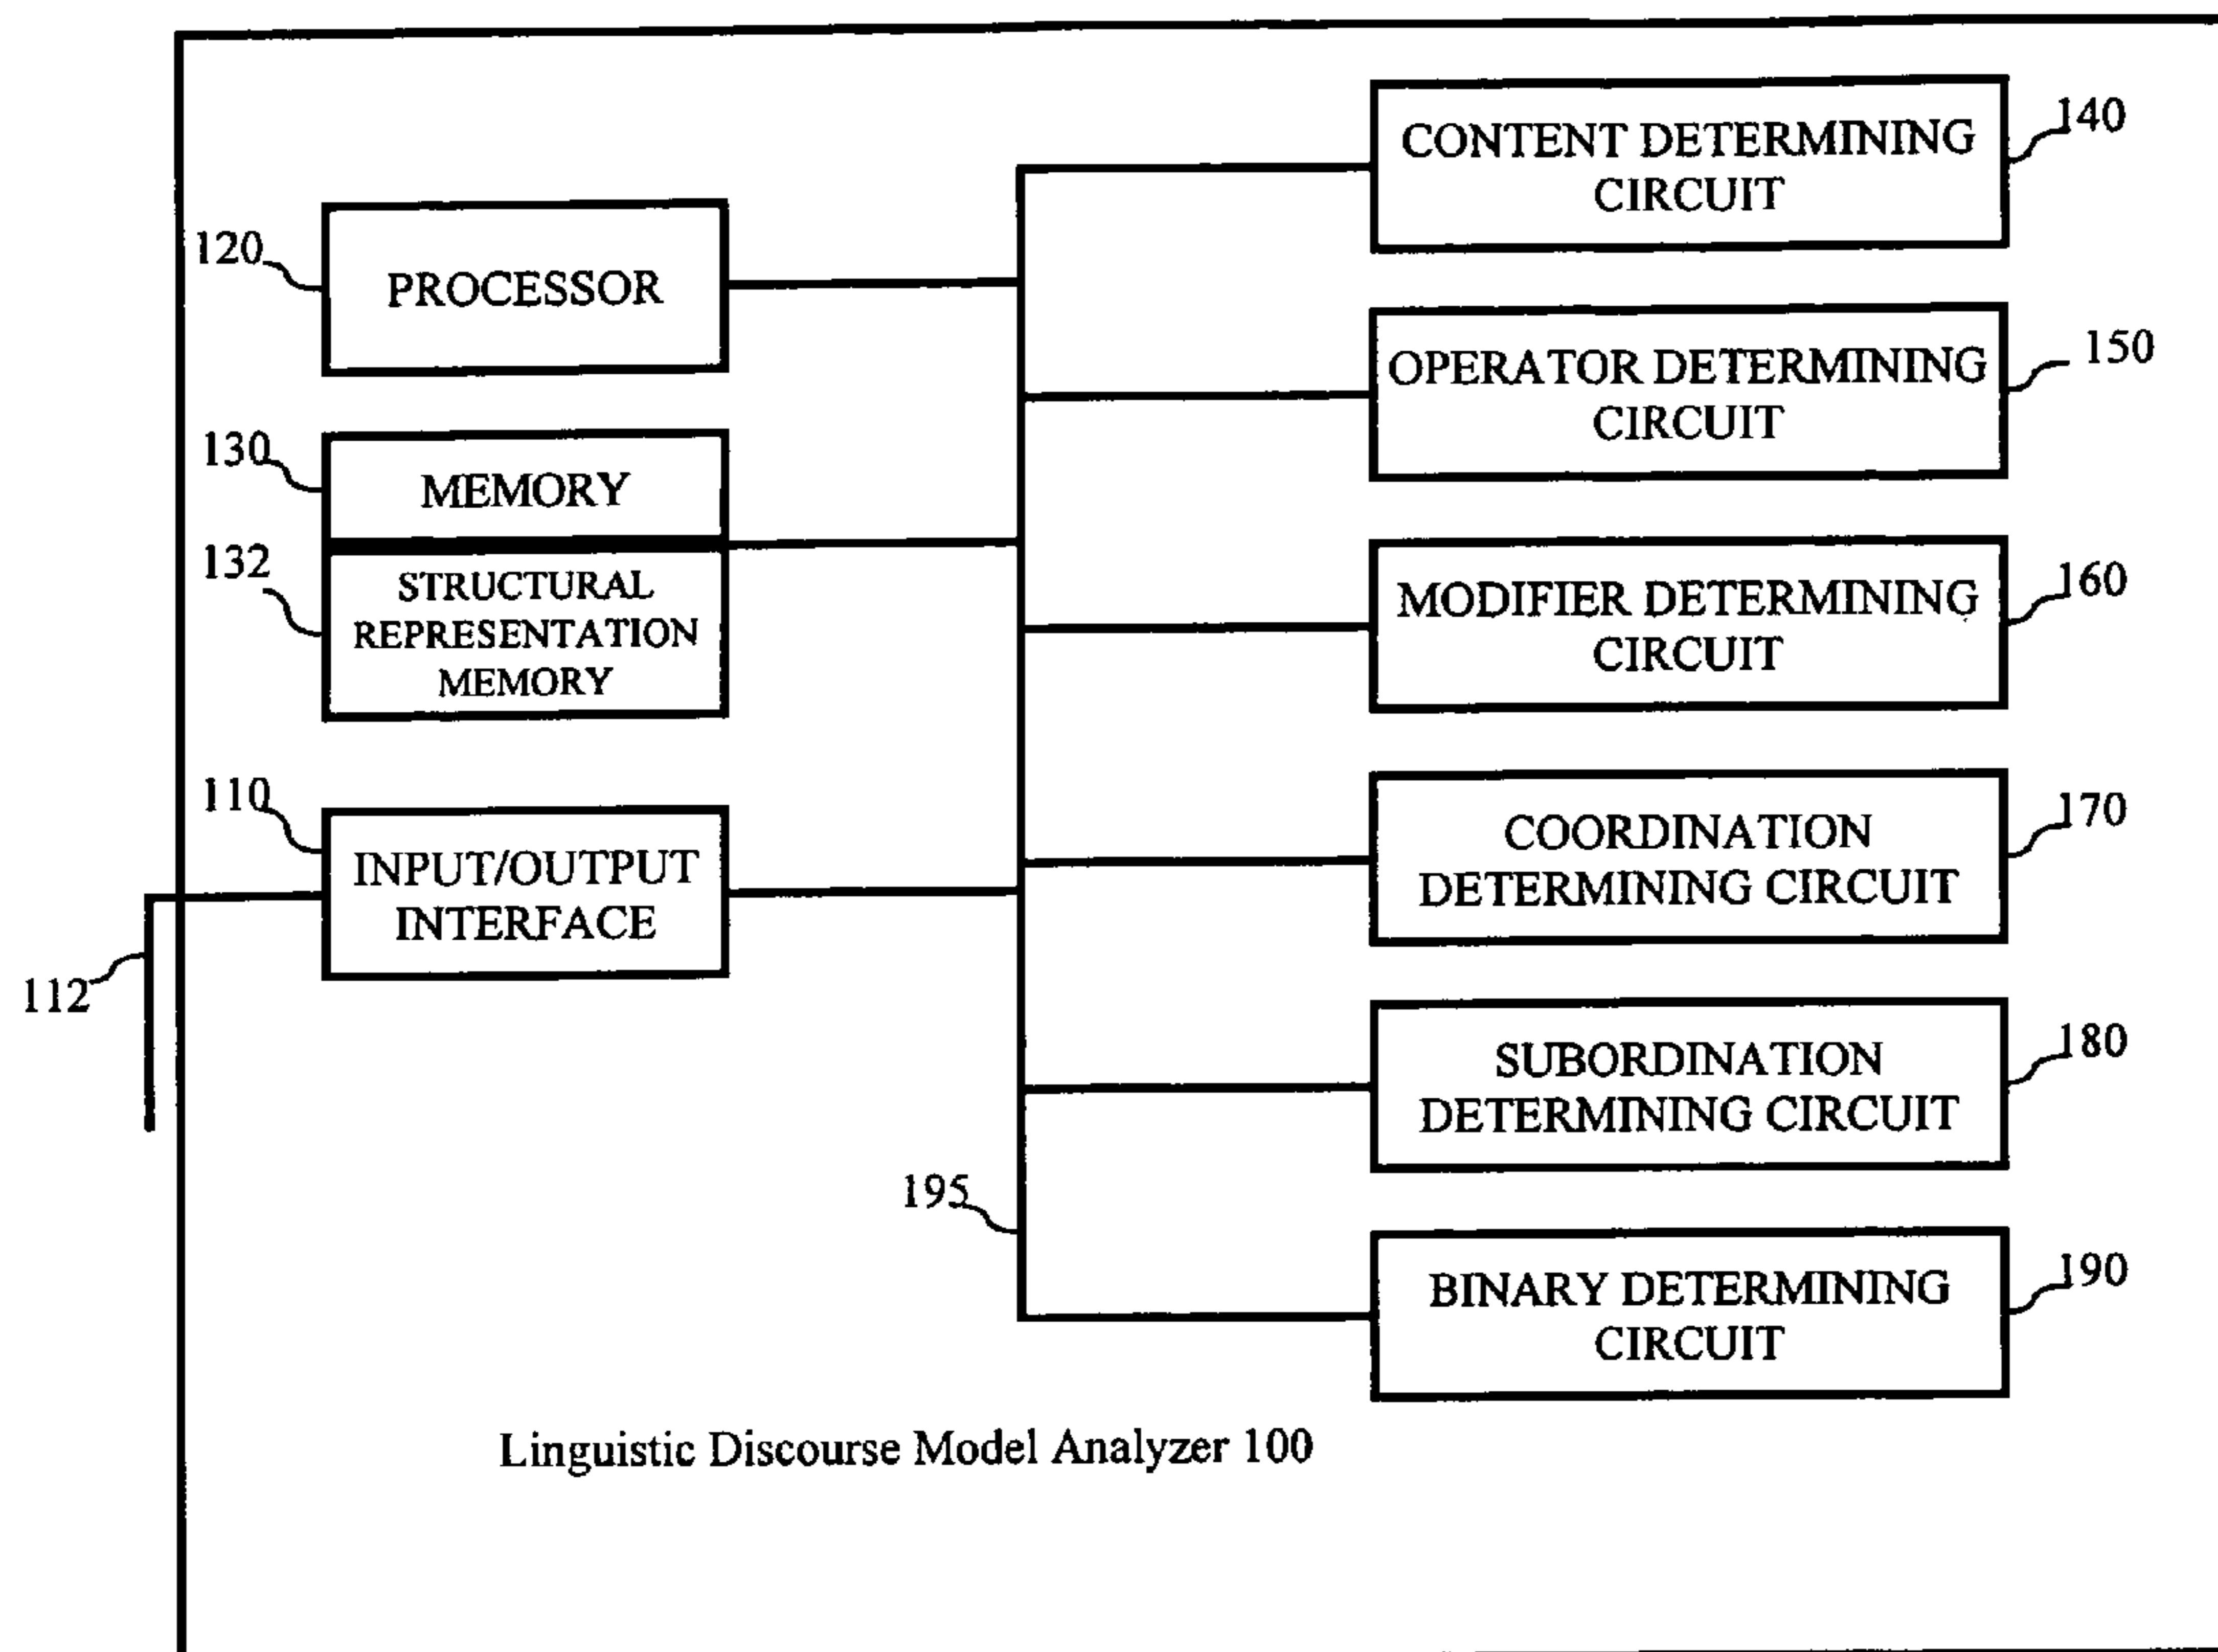 120
PROCESSOR
130
MEMORY
132
STRUCTURAL
REPRESENTATION
MEMORY
110
INPUT/OUTPUT
INTERFACE
112
195
CONTENT DETERMINING
CIRCUIT
140
OPERATOR DETERMINING
CIRCUIT
150
MODIFIER DETERMINING
CIRCUIT
160
COORDINATION
DETERMINING CIRCUIT
170
SUBORDINATION
DETERMINING CIRCUIT
180
BINARY DETERMINING
CIRCUIT
190
Linguistic Discourse Model Analyzer 100